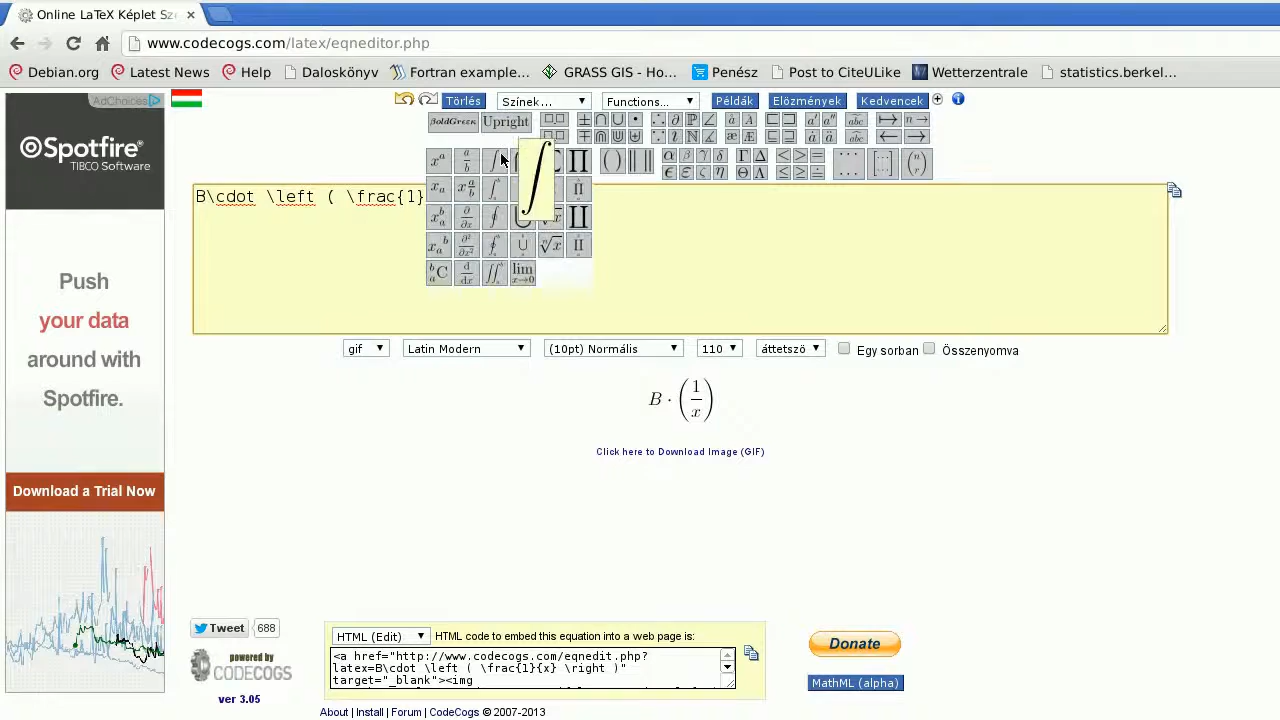 Online LaTeX Képlet Sze
www.codecogs.com/latex/eqneditor.php
Debian.org Latest News Help Daloskönyv Fortran example... GRASS GIS - Ho... Penész Post to CiteULike Wetterzentrale statistics.berkel...
AdChoices
Spotfire
TIBCO Software
Push
your data
around with
Spotfire.
Download a Trial Now
Törlés Színek... Functions... Példák Előzmények Kedvencek
BoldGreen Upright
B\cdot \left ( \frac{1}
gif Latin Modern (10pt) Normális 110 áttetsző Egy sorban Összenyomva
B · (1/x)
Click here to Download Image (GIF)
Tweet 688
powered by
CODECOGS
ver 3.05
HTML (Edit) HTML code to embed this equation into a web page is:
<a href="http://www.codecogs.com/eqnedit.php?
latex=B\cdot \left ( \frac{1}{x} \right )"
target="_blank"><img
Donate
MathML (alpha)
About | Install | Forum | CodeCogs © 2007-2013